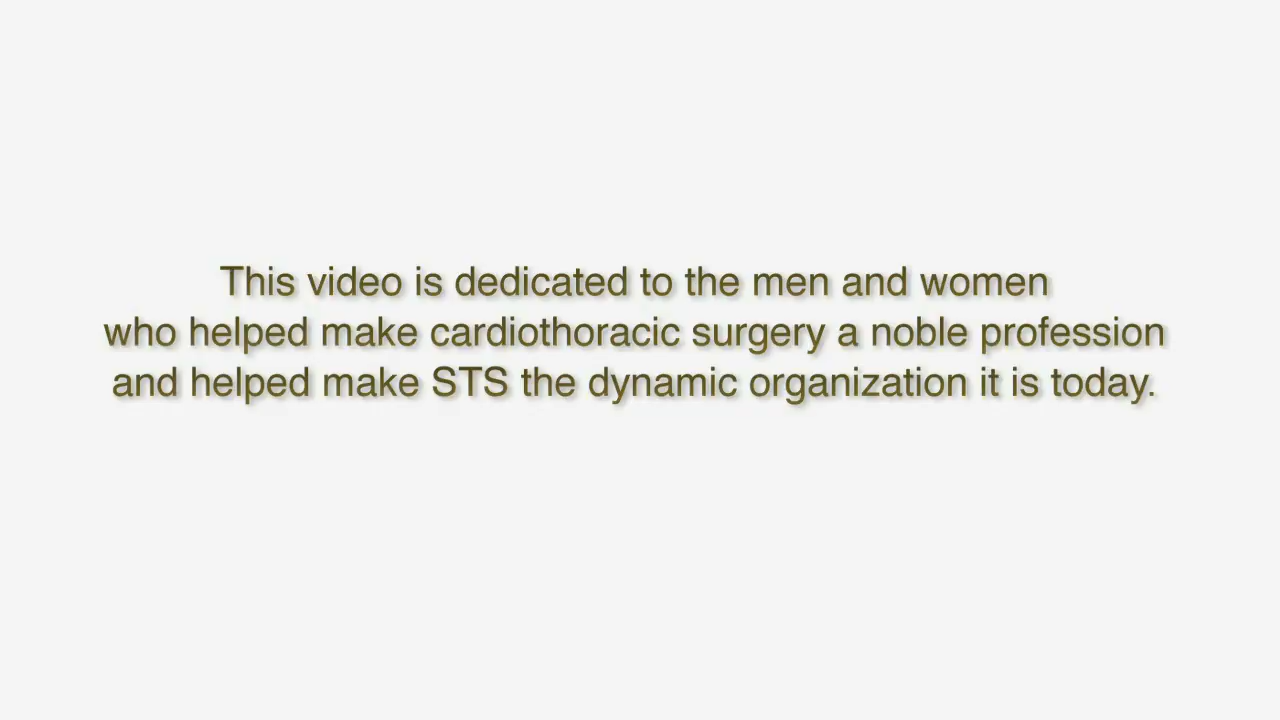 This video is dedicated to the men and women
who helped make cardiothoracic surgery a noble profession
and helped make STS the dynamic organization it is today.